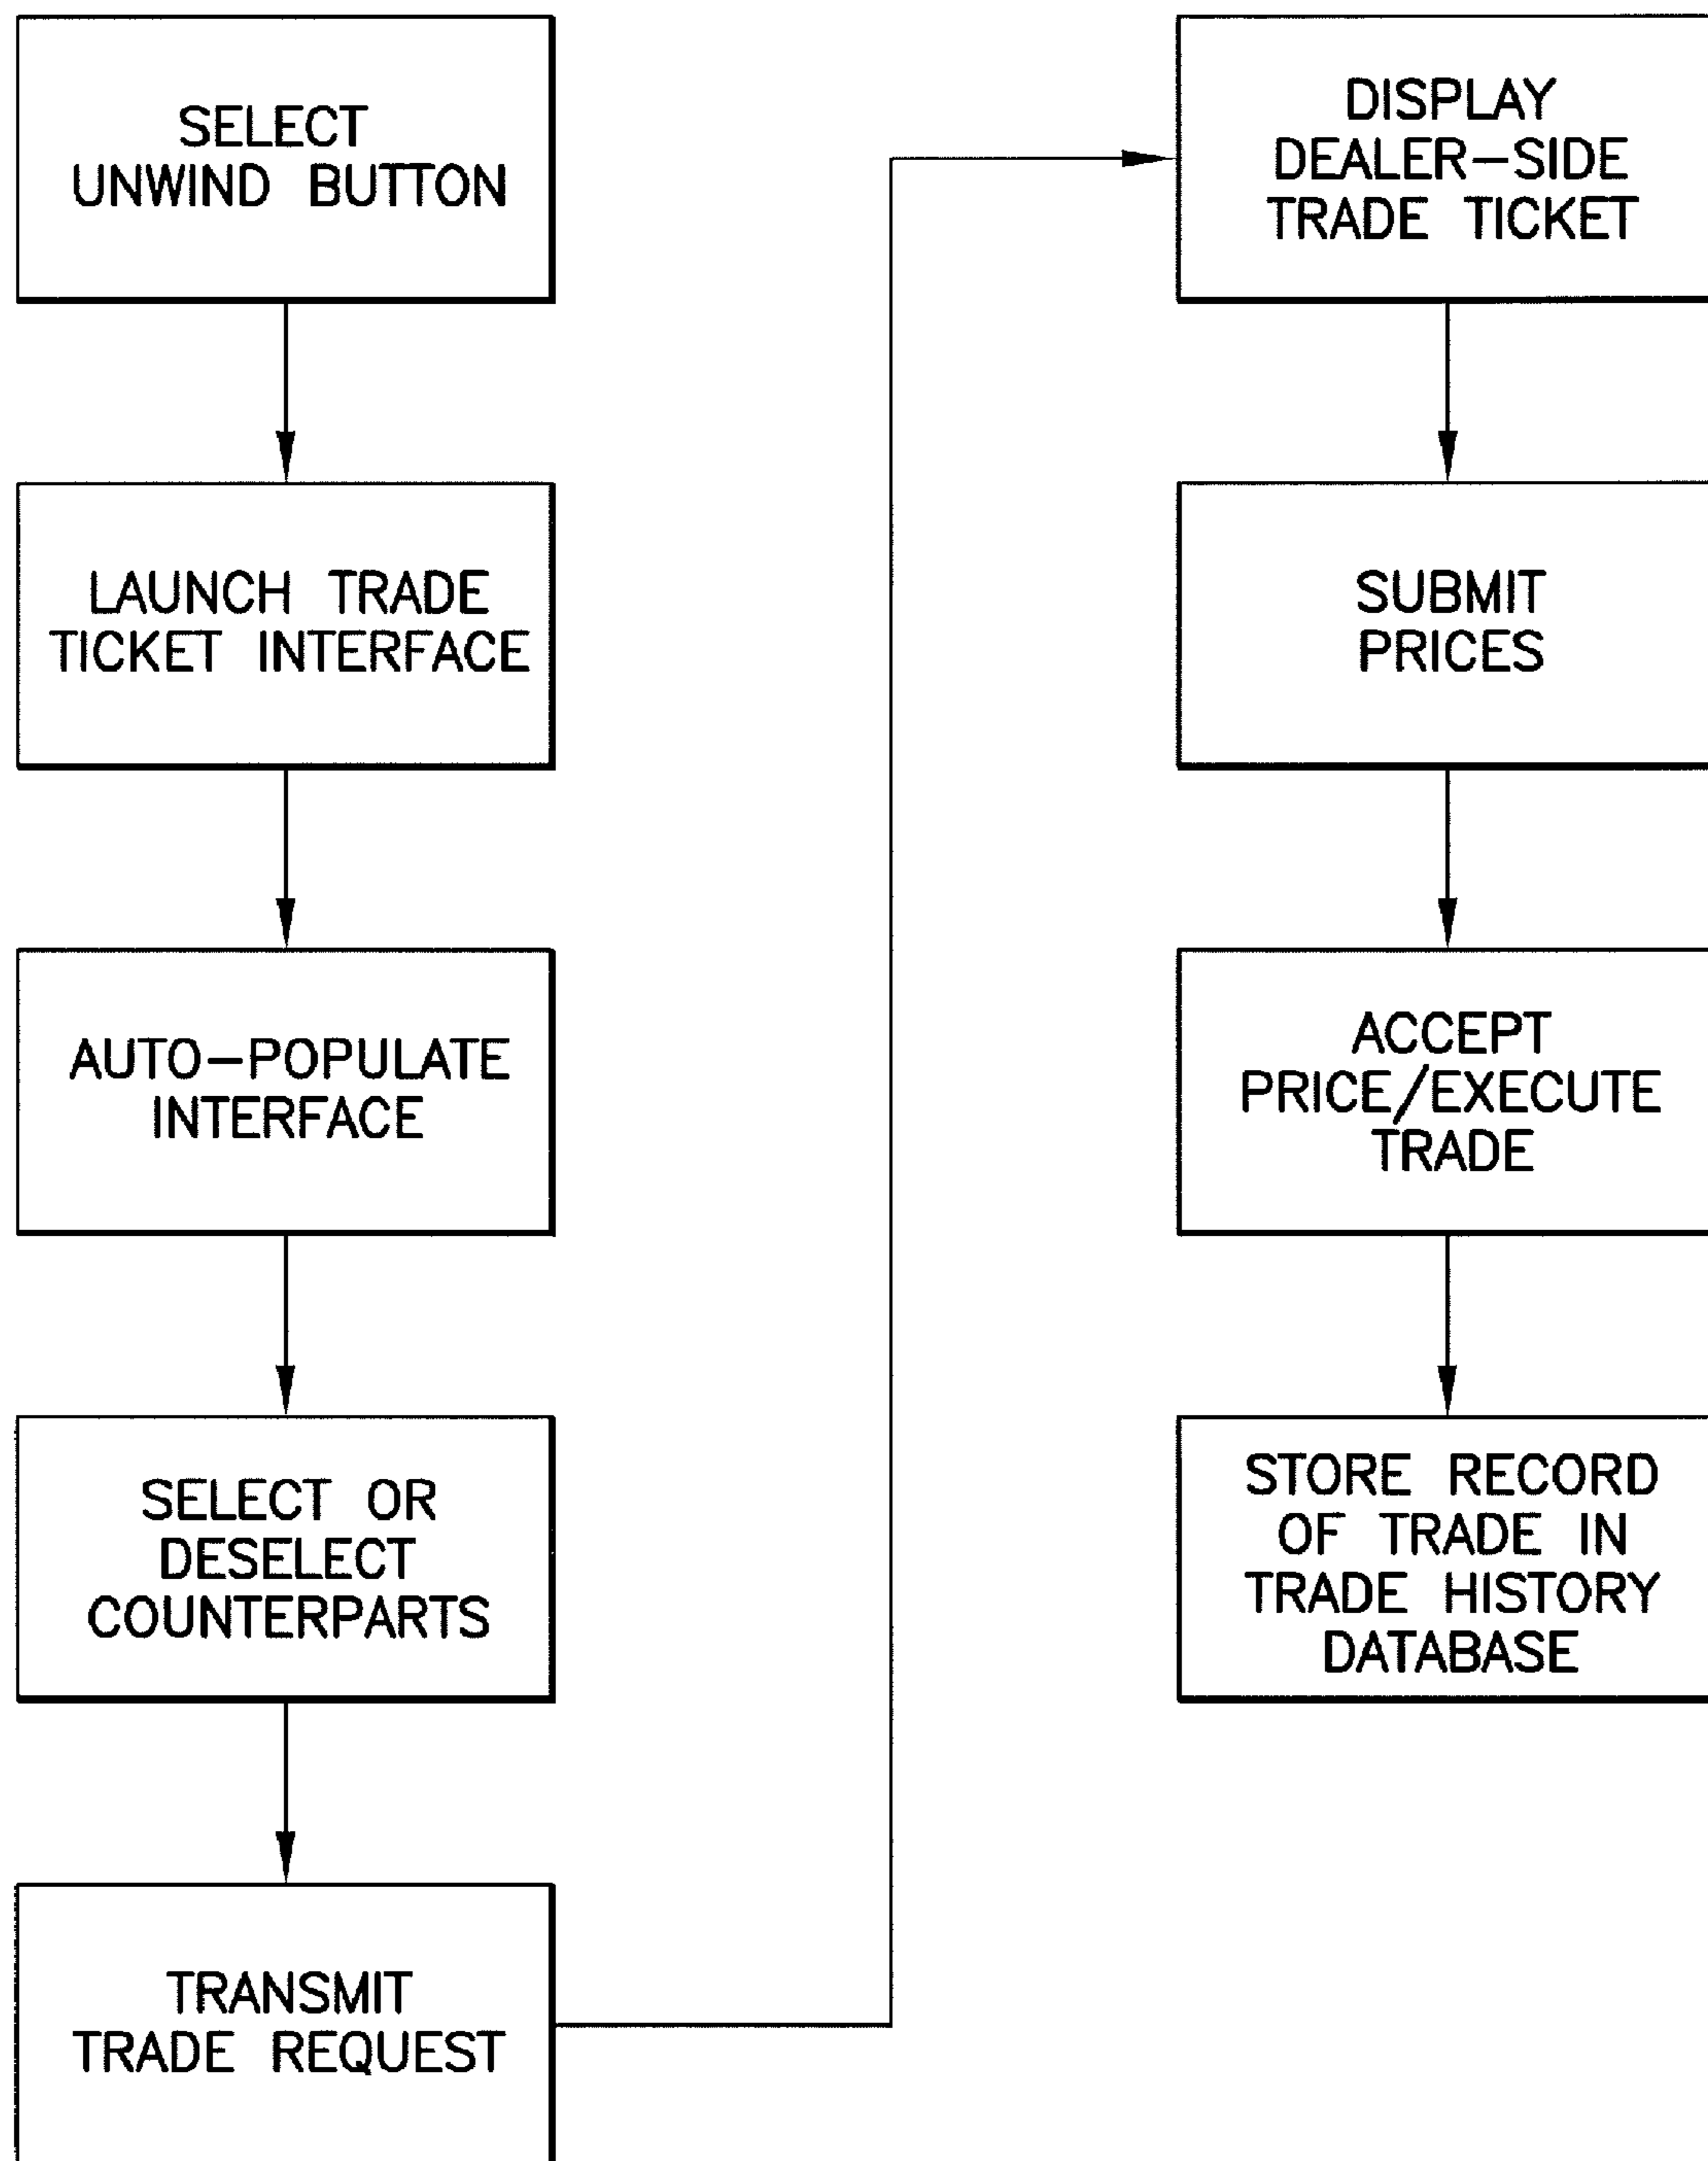 SELECT
UNWIND BUTTON
LAUNCH TRADE
TICKET INTERFACE
AUTO-POPULATE
INTERFACE
SELECT OR
DESELECT
COUNTERPARTS
TRANSMIT
TRADE REQUEST
DISPLAY
DEALER-SIDE
TRADE TICKET
SUBMIT
PRICES
ACCEPT
PRICE/EXECUTE
TRADE
STORE RECORD
OF TRADE IN
TRADE HISTORY
DATABASE